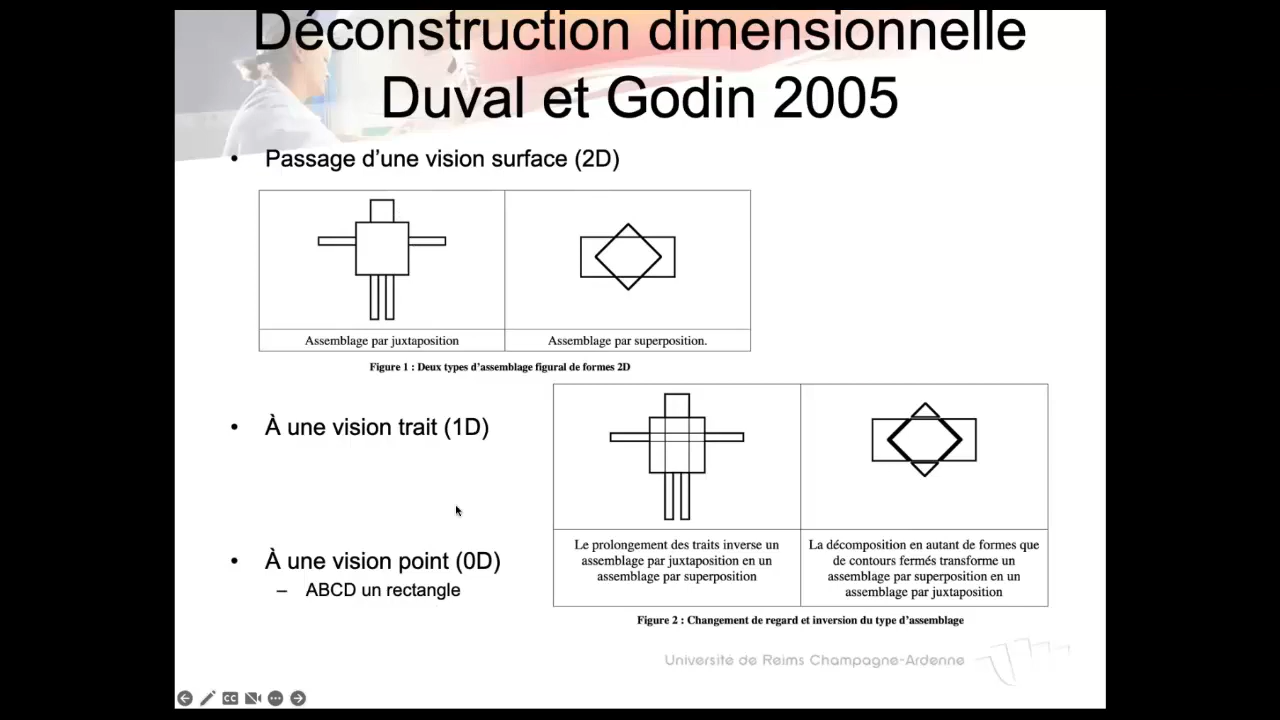 Déconstruction dimensionnelle
Duval et Godin 2005
• Passage d’une vision surface (2D)
Assemblage par juxtaposition
Assemblage par superposition.
Figure 1 : Deux types d’assemblage figural de formes 2D
• À une vision trait (1D)
Le prolongement des traits inverse un
assemblage par juxtaposition en un
assemblage par superposition
La décomposition en autant de formes que
de contours fermés transforme un
assemblage par superposition en un
assemblage par juxtaposition
Figure 2 : Changement de regard et inversion du type d’assemblage
• À une vision point (0D)
– ABCD un rectangle
Université de Reims Champagne-Ardenne
CC